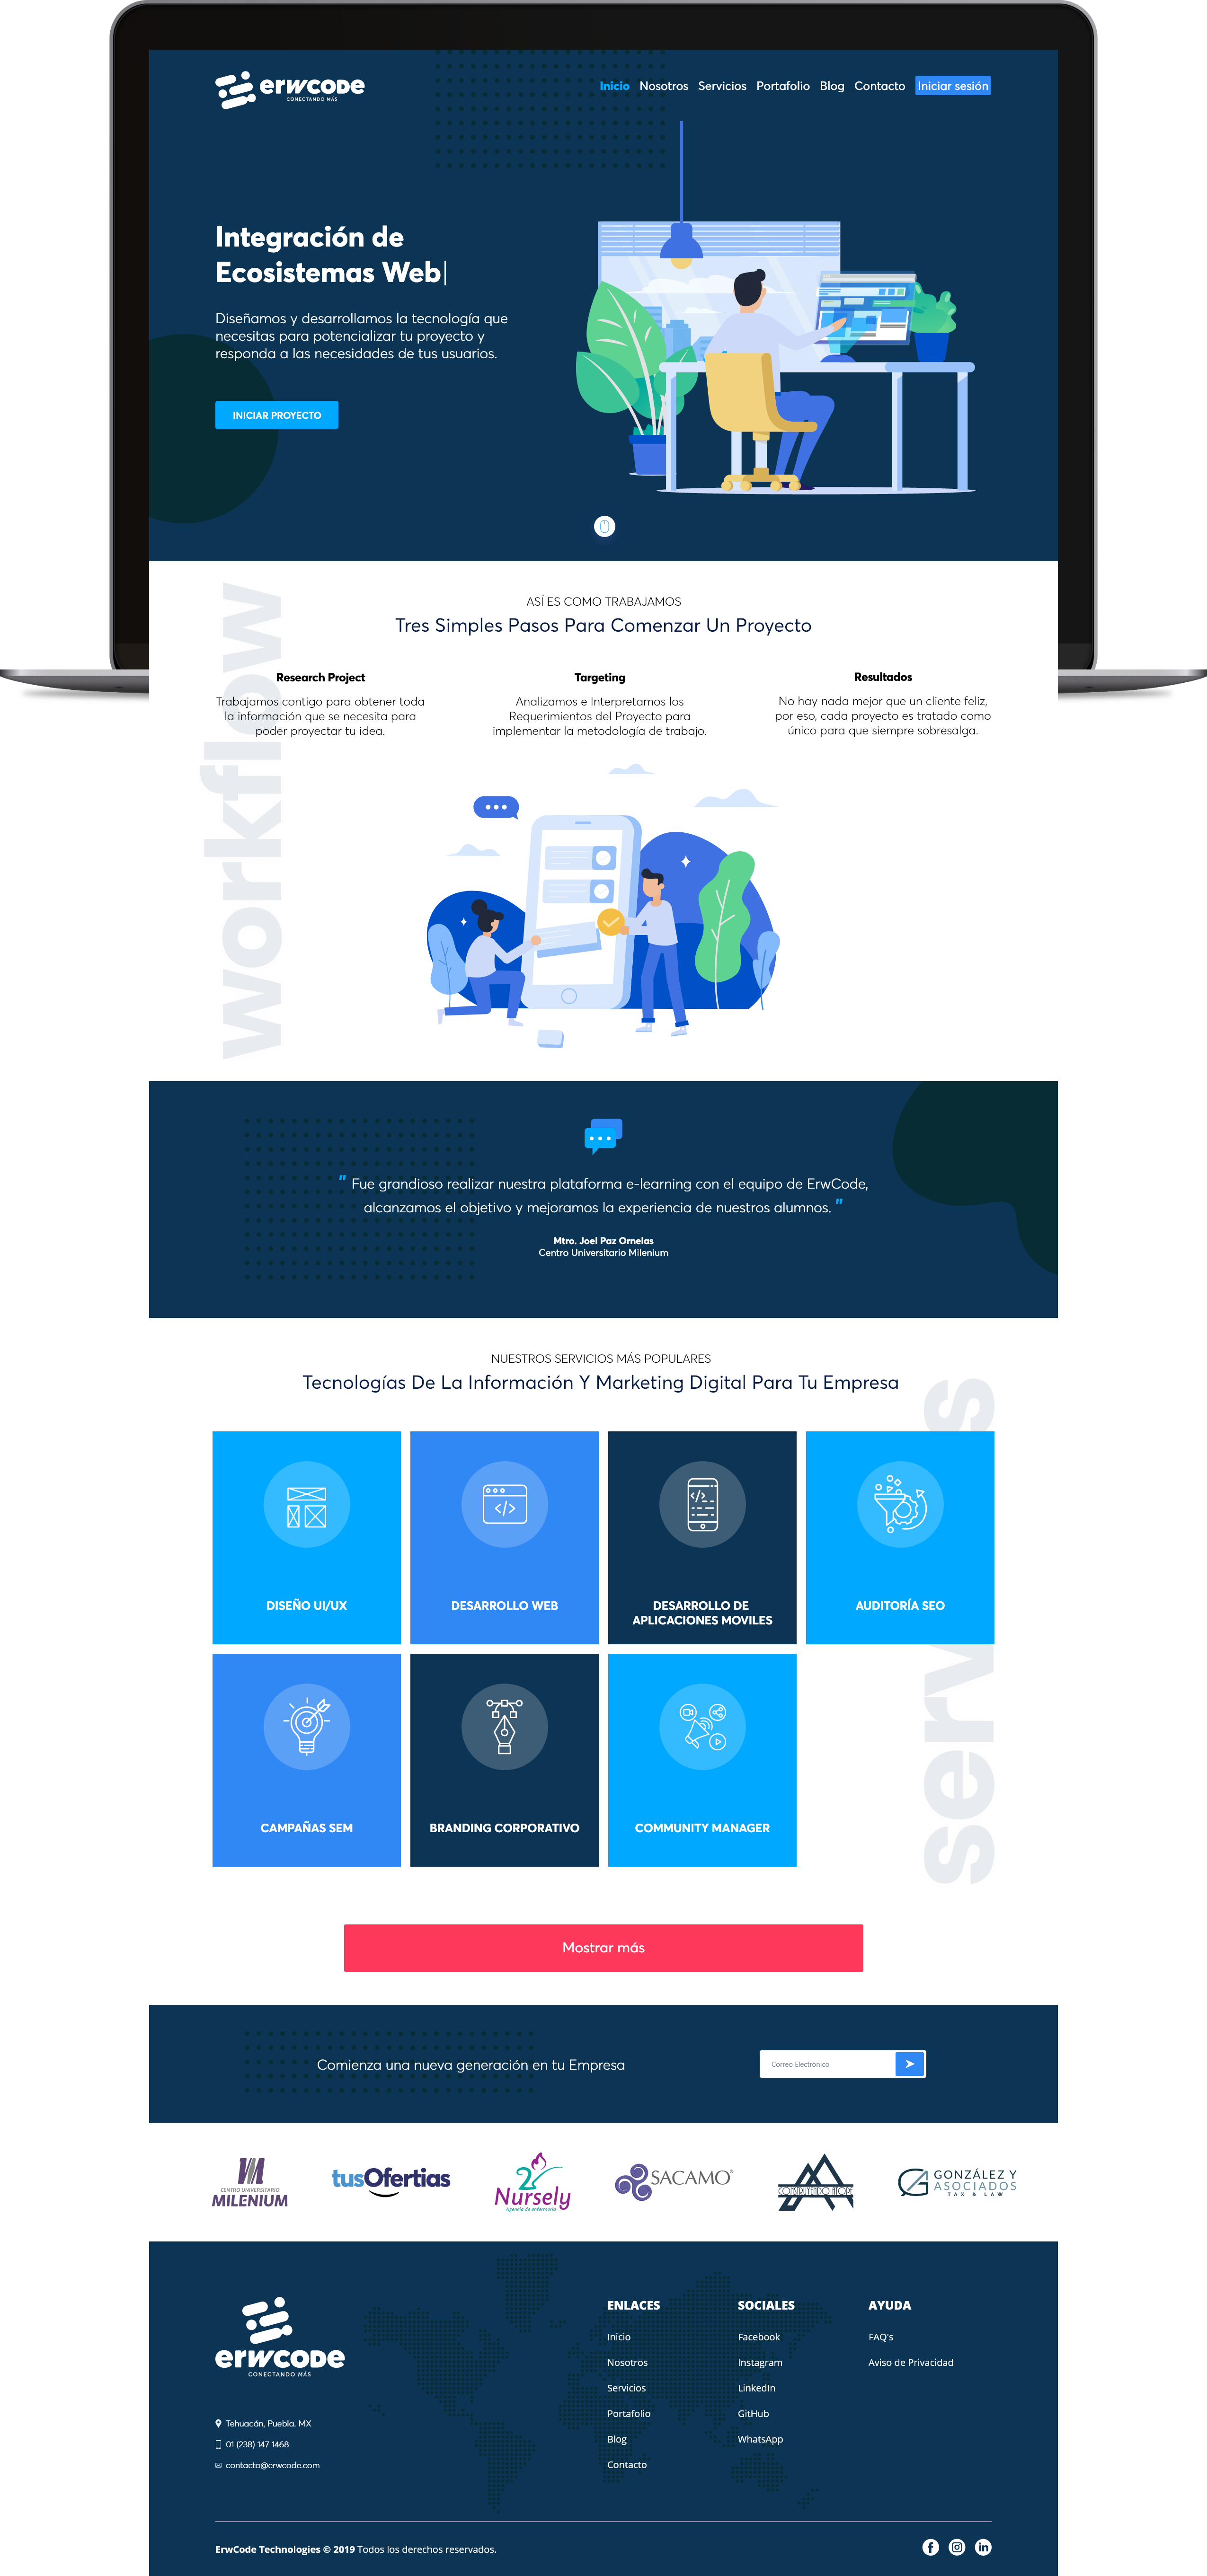 erwcode
CONECTANDO MÁS
Inicio Nosotros Servicios Portafolio Blog Contacto Iniciar sesión
Integración de
Ecosistemas Web
Diseñamos y desarrollamos la tecnología que
necesitas para potencializar tu proyecto y
responda a las necesidades de tus usuarios.
INICIAR PROYECTO
workflow
ASÍ ES COMO TRABAJAMOS
Tres Simples Pasos Para Comenzar Un Proyecto
Research Project
Trabajamos contigo para obtener toda
la información que se necesita para
poder proyectar tu idea.
Targeting
Analizamos e Interpretamos los
Requerimientos del Proyecto para
implementar la metodología de trabajo.
Resultados
No hay nada mejor que un cliente feliz,
por eso, cada proyecto es tratado como
único para que siempre sobresalga.
" Fue grandioso realizar nuestra plataforma e-learning con el equipo de ErwCode,
alcanzamos el objetivo y mejoramos la experiencia de nuestros alumnos. "
Mtro. Joel Paz Ornelas
Centro Universitario Milenium
NUESTROS SERVICIOS MÁS POPULARES
Tecnologías De La Información Y Marketing Digital Para Tu Empresa
DISEÑO UI/UX
DESARROLLO WEB
DESARROLLO DE
APLICACIONES MOVILES
AUDITORÍA SEO
CAMPAÑAS SEM
BRANDING CORPORATIVO
COMMUNITY MANAGER
Mostrar más
Comienza una nueva generación en tu Empresa
Correo Electrónico
CENTRO UNIVERSITARIO
MILENIUM
tusOfertias
Nursely
Agencia de enfermería
SACAMO®
GONZÁLEZ Y
ASOCIADOS
TAX & LAW
erwcode
CONECTANDO MÁS
Tehuacán, Puebla. MX
01 (238) 147 1468
contacto@erwcode.com
ENLACES
Inicio
Nosotros
Servicios
Portafolio
Blog
Contacto
SOCIALES
Facebook
Instagram
LinkedIn
GitHub
WhatsApp
AYUDA
FAQ's
Aviso de Privacidad
ErwCode Technologies © 2019 Todos los derechos reservados.